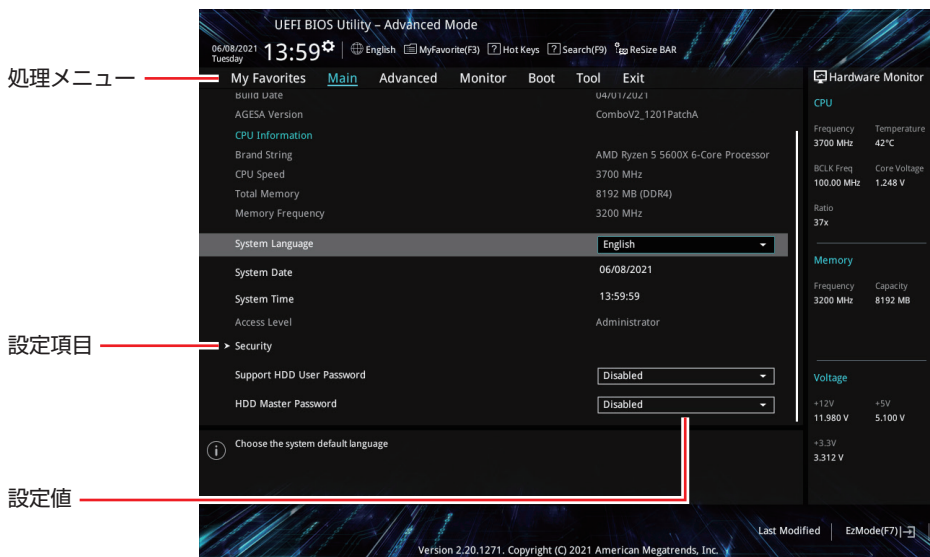 UEFI BIOS Utility – Advanced Mode
06/08/2021 Tuesday 13:59 English MyFavorite(F3) ? Hot Keys ? Search(F9) ReSize BAR
処理メニュー
My Favorites Main Advanced Monitor Boot Tool Exit
Build Date 04/01/2021
AGESA Version ComboV2_1201PatchA
CPU Information
Brand String AMD Ryzen 5 5600X 6-Core Processor
CPU Speed 3700 MHz
Total Memory 8192 MB (DDR4)
Memory Frequency 3200 MHz
System Language English
System Date 06/08/2021
System Time 13:59:59
Access Level Administrator
設定項目
> Security
Support HDD User Password Disabled
HDD Master Password Disabled
設定値
i Choose the system default language
Hardware Monitor
CPU
Frequency Temperature
3700 MHz 42°C
BCLK Freq Core Voltage
100.00 MHz 1.248 V
Ratio
37x
Memory
Frequency Capacity
3200 MHz 8192 MB
Voltage
+12V +5V
11.980 V 5.100 V
+3.3V
3.312 V
Last Modified EzMode(F7)
Version 2.20.1271. Copyright (C) 2021 American Megatrends, Inc.